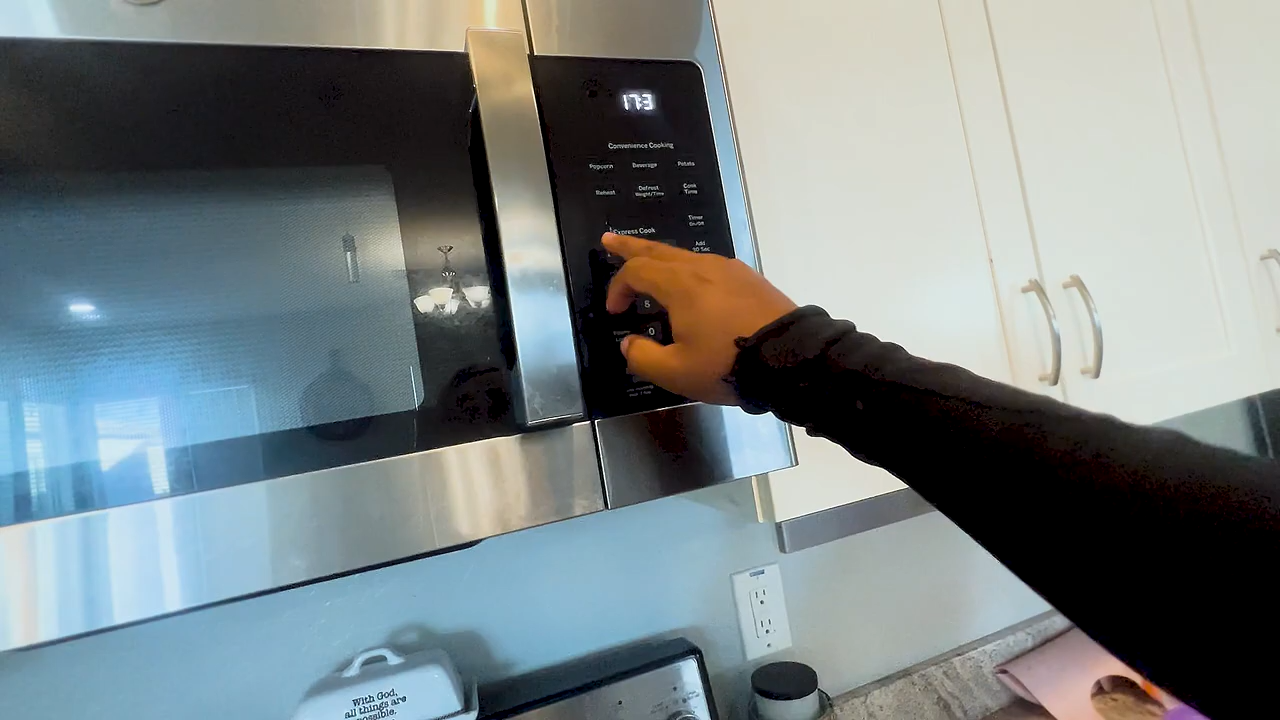 17:3
Convenience Cooking
Popcorn Beverage Potato
Reheat Defrost Weight/Time Cook Time
Timer On/Off
Express Cook
Add 30 Sec
8
0
With God,
all things are
possible.